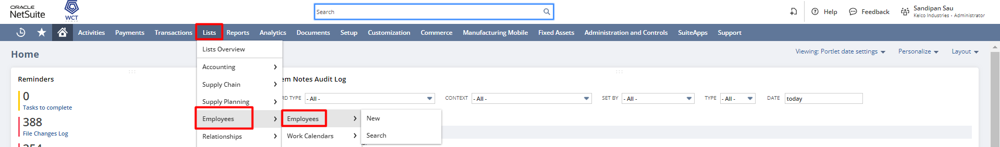 ORACLE
NetSuite
WCT
Search
Help
Feedback
Sandipan Sau
Kelco Industries - Administrator
Activities Payments Transactions Lists Reports Analytics Documents Setup Customization Commerce Manufacturing Mobile Fixed Assets Administration and Controls SuiteApps Support
Home
Viewing: Portlet date settings Personalize Layout
Lists Overview
Accounting
Supply Chain
Supply Planning
Employees
Relationships
Employees
Work Calendars
New
Search
Reminders
0
Tasks to complete
388
File Changes Log
em Notes Audit Log
RD TYPE - All - CONTEXT - All - SET BY - All - TYPE - All - DATE today